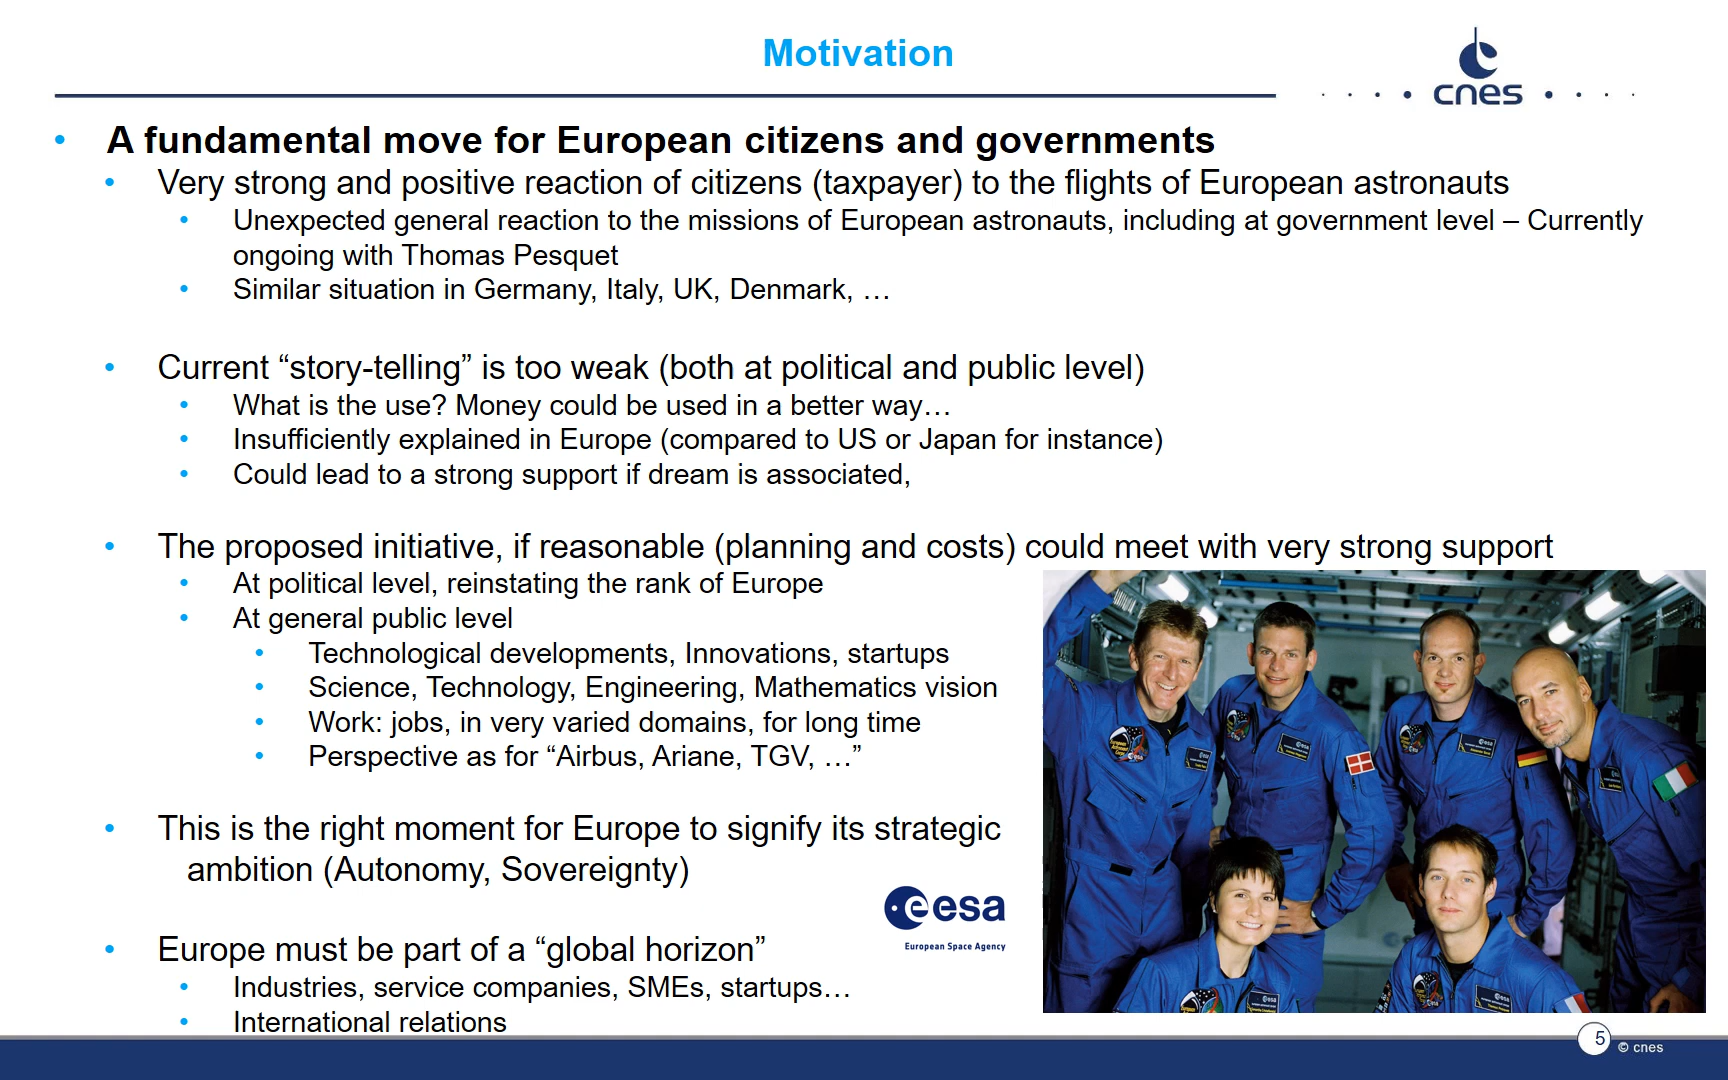 Motivation
cnes
A fundamental move for European citizens and governments
Very strong and positive reaction of citizens (taxpayer) to the flights of European astronauts
Unexpected general reaction to the missions of European astronauts, including at government level – Currently
ongoing with Thomas Pesquet
Similar situation in Germany, Italy, UK, Denmark, …
Current “story-telling” is too weak (both at political and public level)
What is the use? Money could be used in a better way…
Insufficiently explained in Europe (compared to US or Japan for instance)
Could lead to a strong support if dream is associated,
The proposed initiative, if reasonable (planning and costs) could meet with very strong support
At political level, reinstating the rank of Europe
At general public level
Technological developments, Innovations, startups
Science, Technology, Engineering, Mathematics vision
Work: jobs, in very varied domains, for long time
Perspective as for “Airbus, Ariane, TGV, …”
This is the right moment for Europe to signify its strategic
ambition (Autonomy, Sovereignty)
esa
European Space Agency
Europe must be part of a “global horizon”
Industries, service companies, SMEs, startups…
International relations
esa
esa
esa
esa
esa
5
© cnes